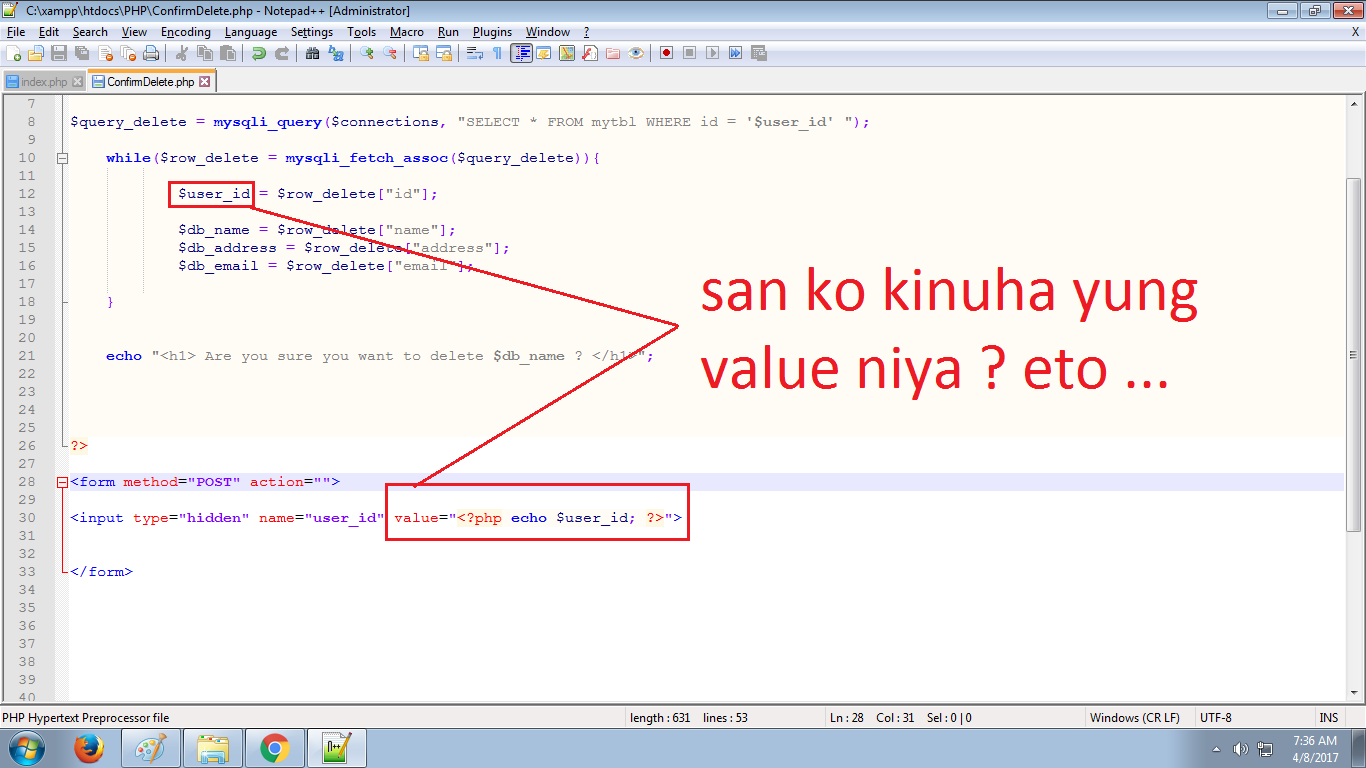 C:\xampp\htdocs\PHP\ConfirmDelete.php - Notepad++ [Administrator]
File Edit Search View Encoding Language Settings Tools Macro Run Plugins Window ? X
index.php ConfirmDelete.php
7
8 $query_delete = mysqli_query($connections, "SELECT * FROM mytbl WHERE id = '$user_id' ");
9
10 while($row_delete = mysqli_fetch_assoc($query_delete)){
11
12 $user_id = $row_delete["id"];
13
14 $db_name = $row_delete["name"];
15 $db_address = $row_delete["address"];
16 $db_email = $row_delete["email"];
17
18 }
19
20
21 echo "<h1> Are you sure you want to delete $db_name ? </h1>";
22
23
24
25
26 ?>
27
28 <form method="POST" action="">
29
30 <input type="hidden" name="user_id" value="<?php echo $user_id; ?>">
31
32
33 </form>
34
35
36
37
38
39
40
san ko kinuha yung
value niya ? eto ...
PHP Hypertext Preprocessor file length : 631 lines : 53 Ln : 28 Col : 31 Sel : 0 | 0 Windows (CR LF) UTF-8 INS
7:36 AM
4/8/2017